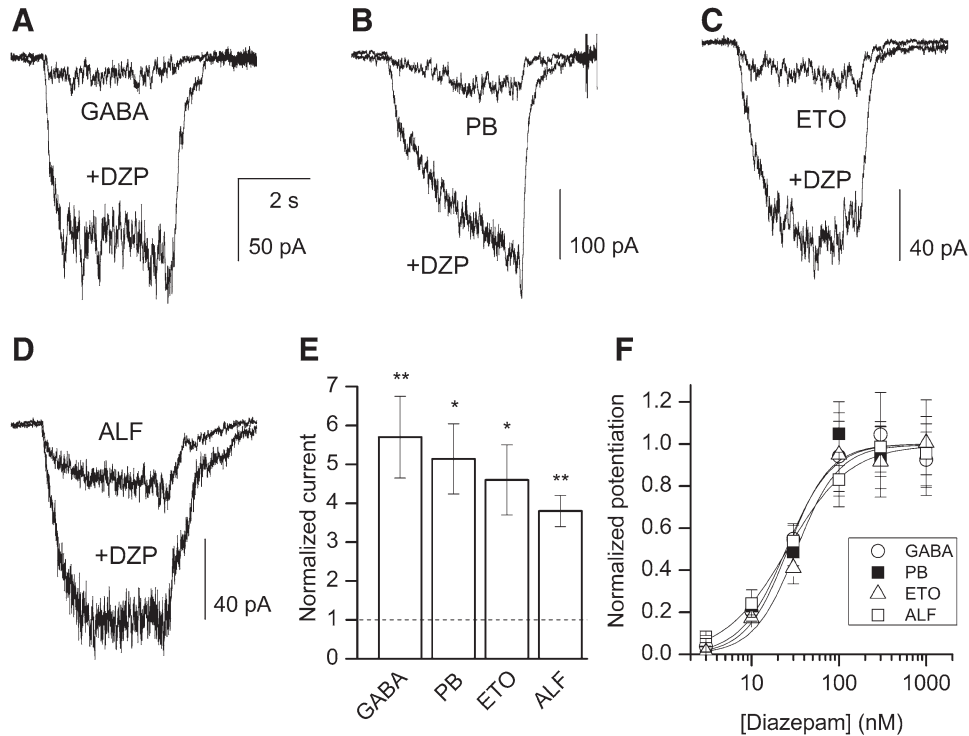 A
B
C
GABA
PB
ETO
+DZP
+DZP
+DZP
2 s
50 pA
100 pA
40 pA
D
E
F
ALF
+DZP
40 pA
Normalized current
7
6
5
4
3
2
1
0
**
*
*
**
GABA
PB
ETO
ALF
Normalized potentiation
1.2
1.0
0.8
0.6
0.4
0.2
0.0
GABA
PB
ETO
ALF
10
100
1000
[Diazepam] (nM)